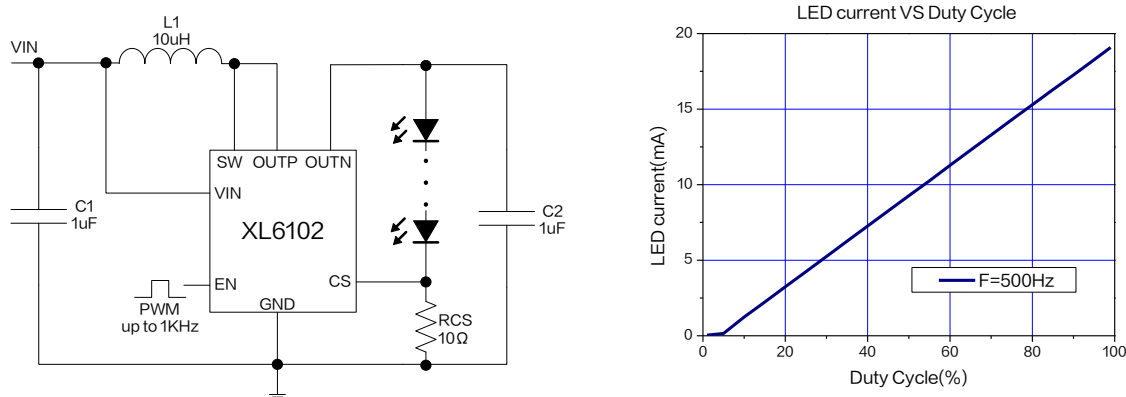 L1
10uH
VIN
SW OUTP OUTN
VIN
C1
1uF
XL6102
C2
1uF
EN
CS
PWM
up to 1KHz
GND
RCS
10Ω
LED current VS Duty Cycle
20
15
10
5
0
LED current(mA)
F=500Hz
0 20 40 60 80 100
Duty Cycle(%)